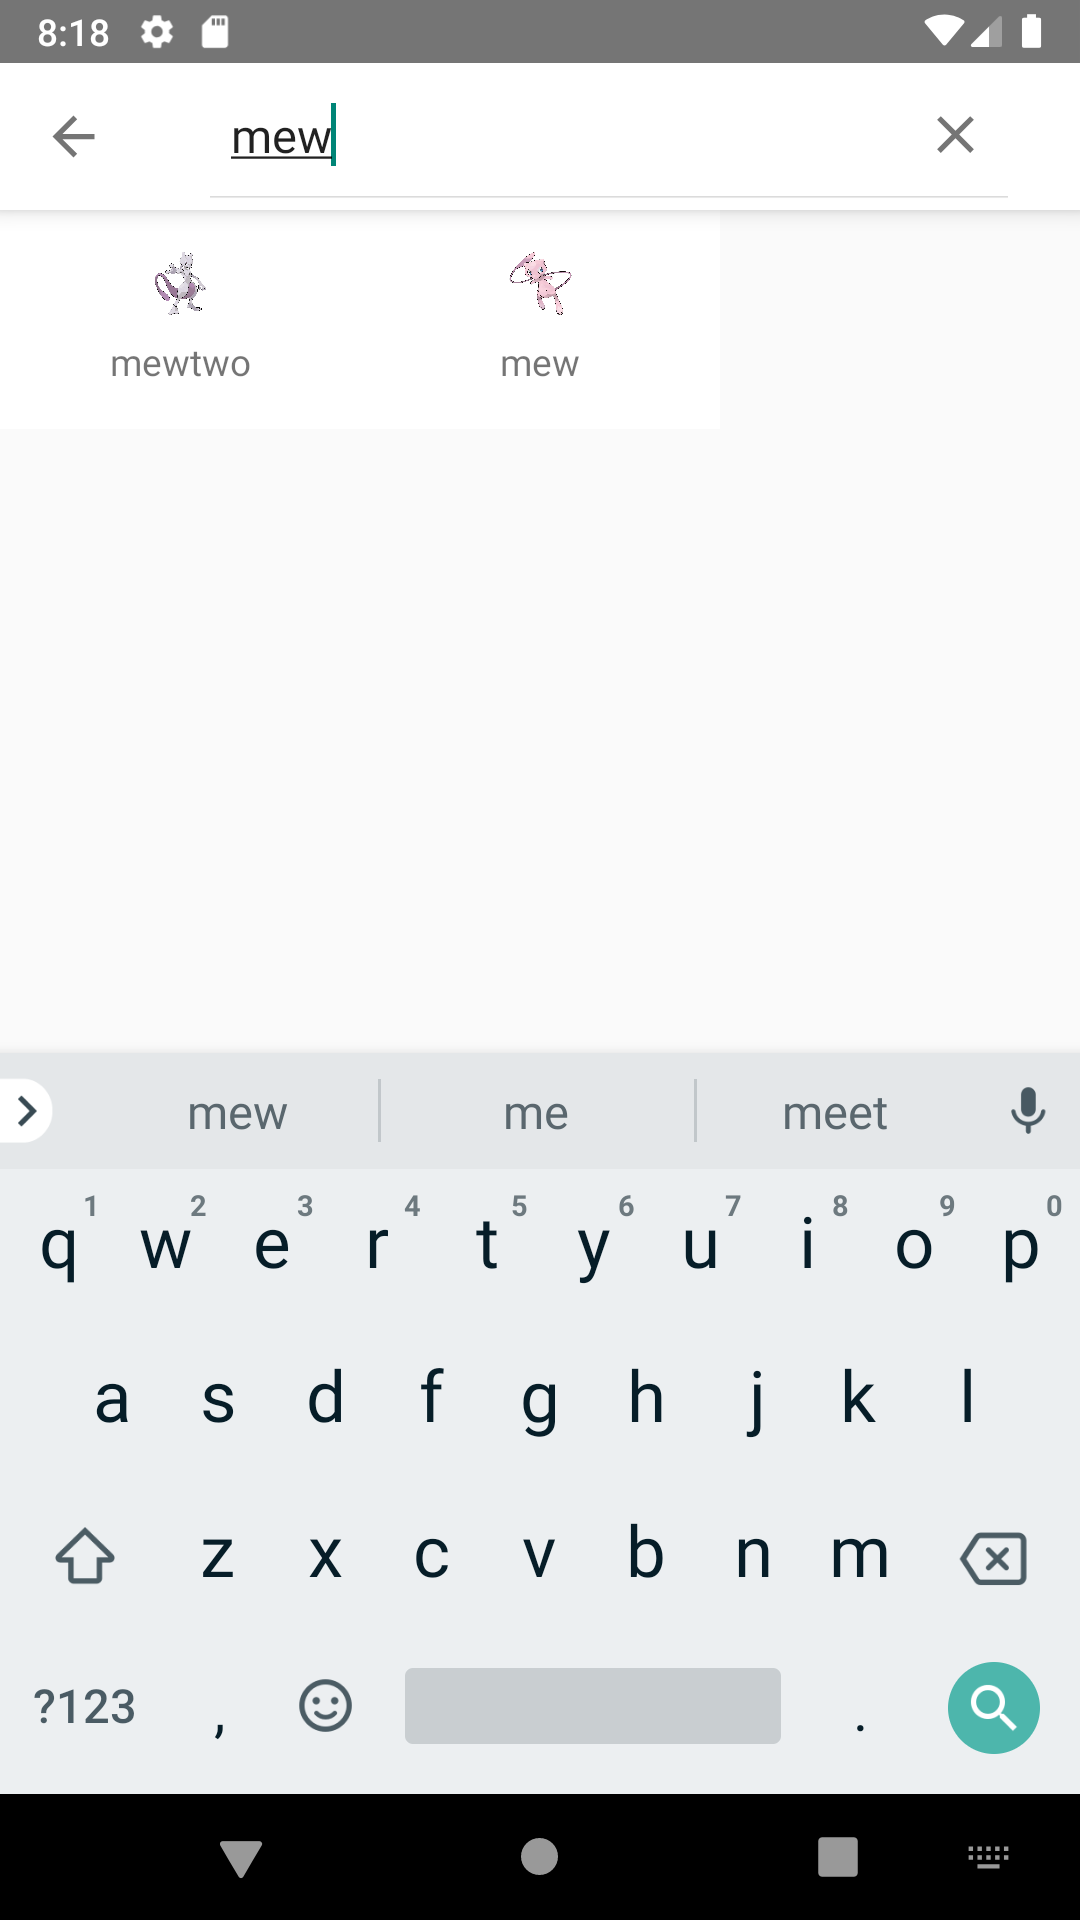 8:18
mew
mewtwo mew
mew me meet
1 2 3 4 5 6 7 8 9 0
q w e r t y u i o p
a s d f g h j k l
z x c v b n m
?123 , .